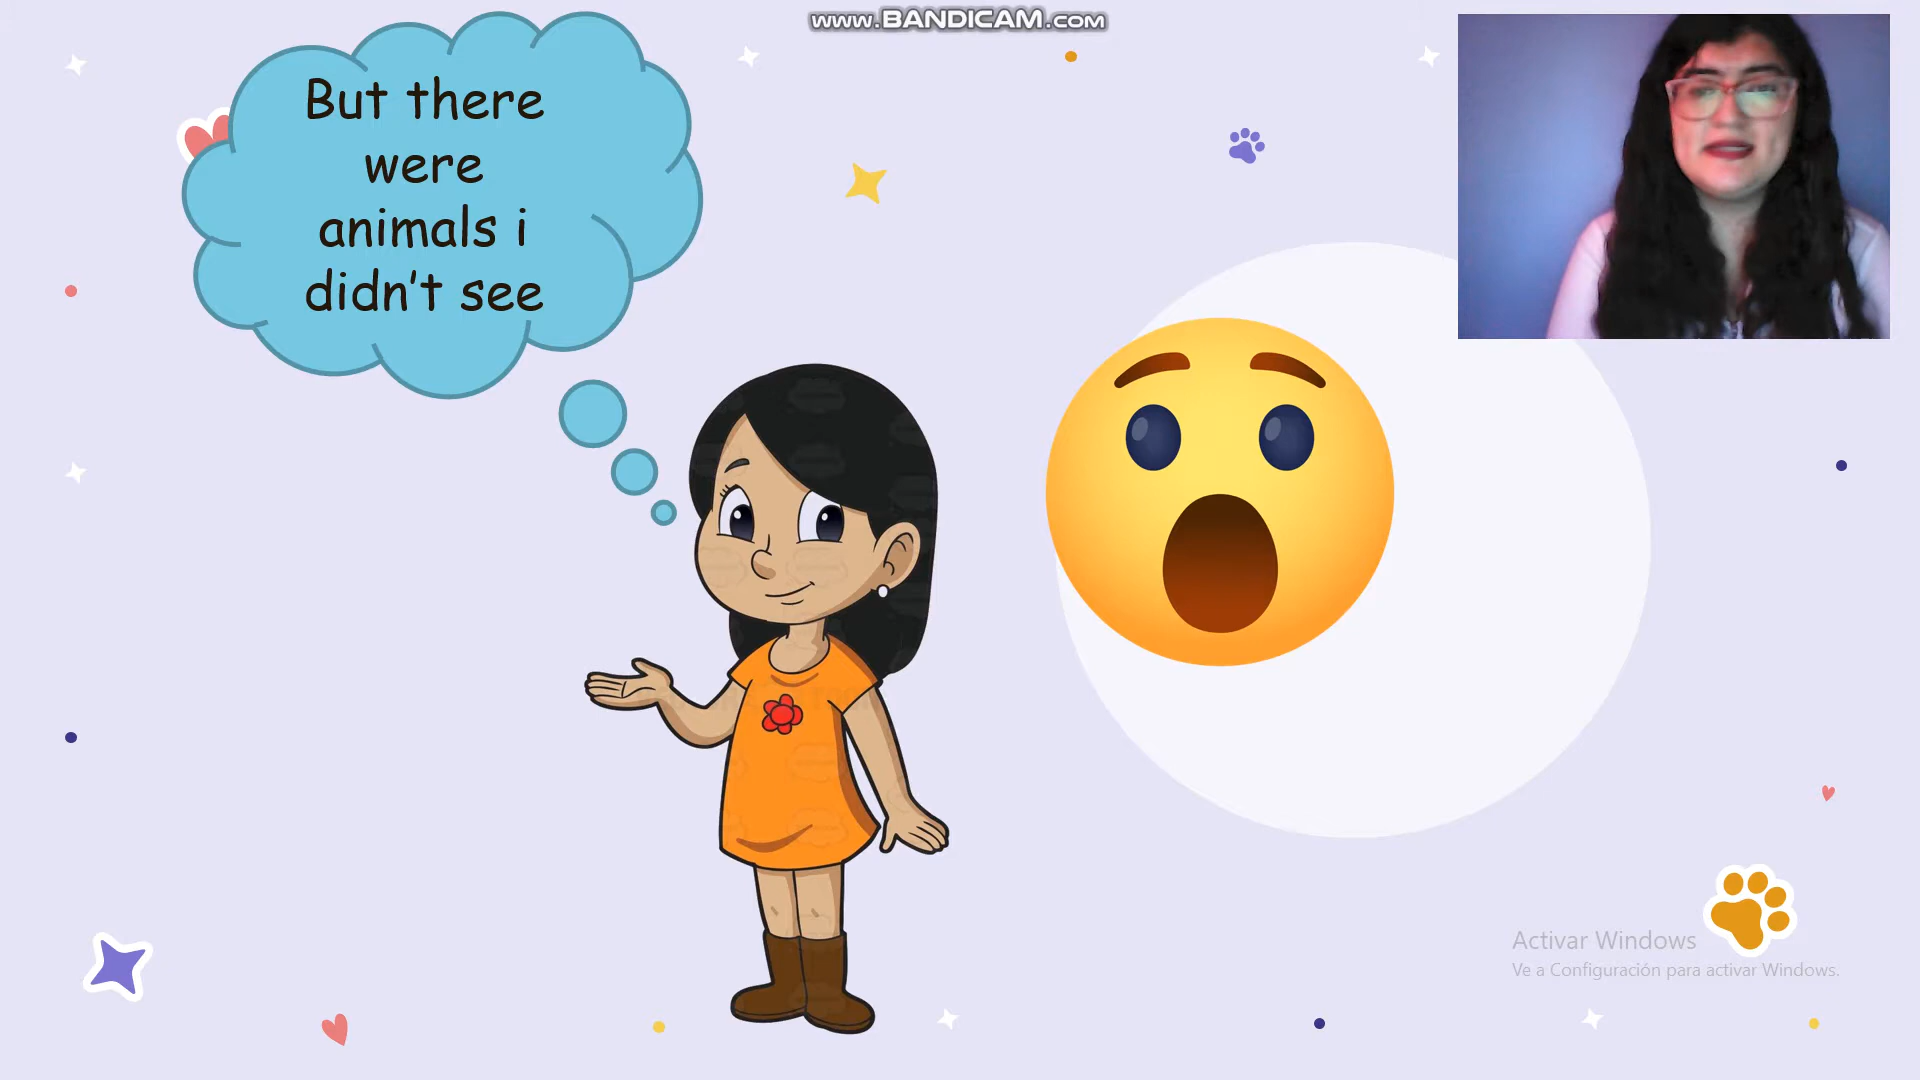 www.BANDICAM.com
But there
were
animals i
didn't see
Activar Windows
Ve a Configuración para activar Windows.